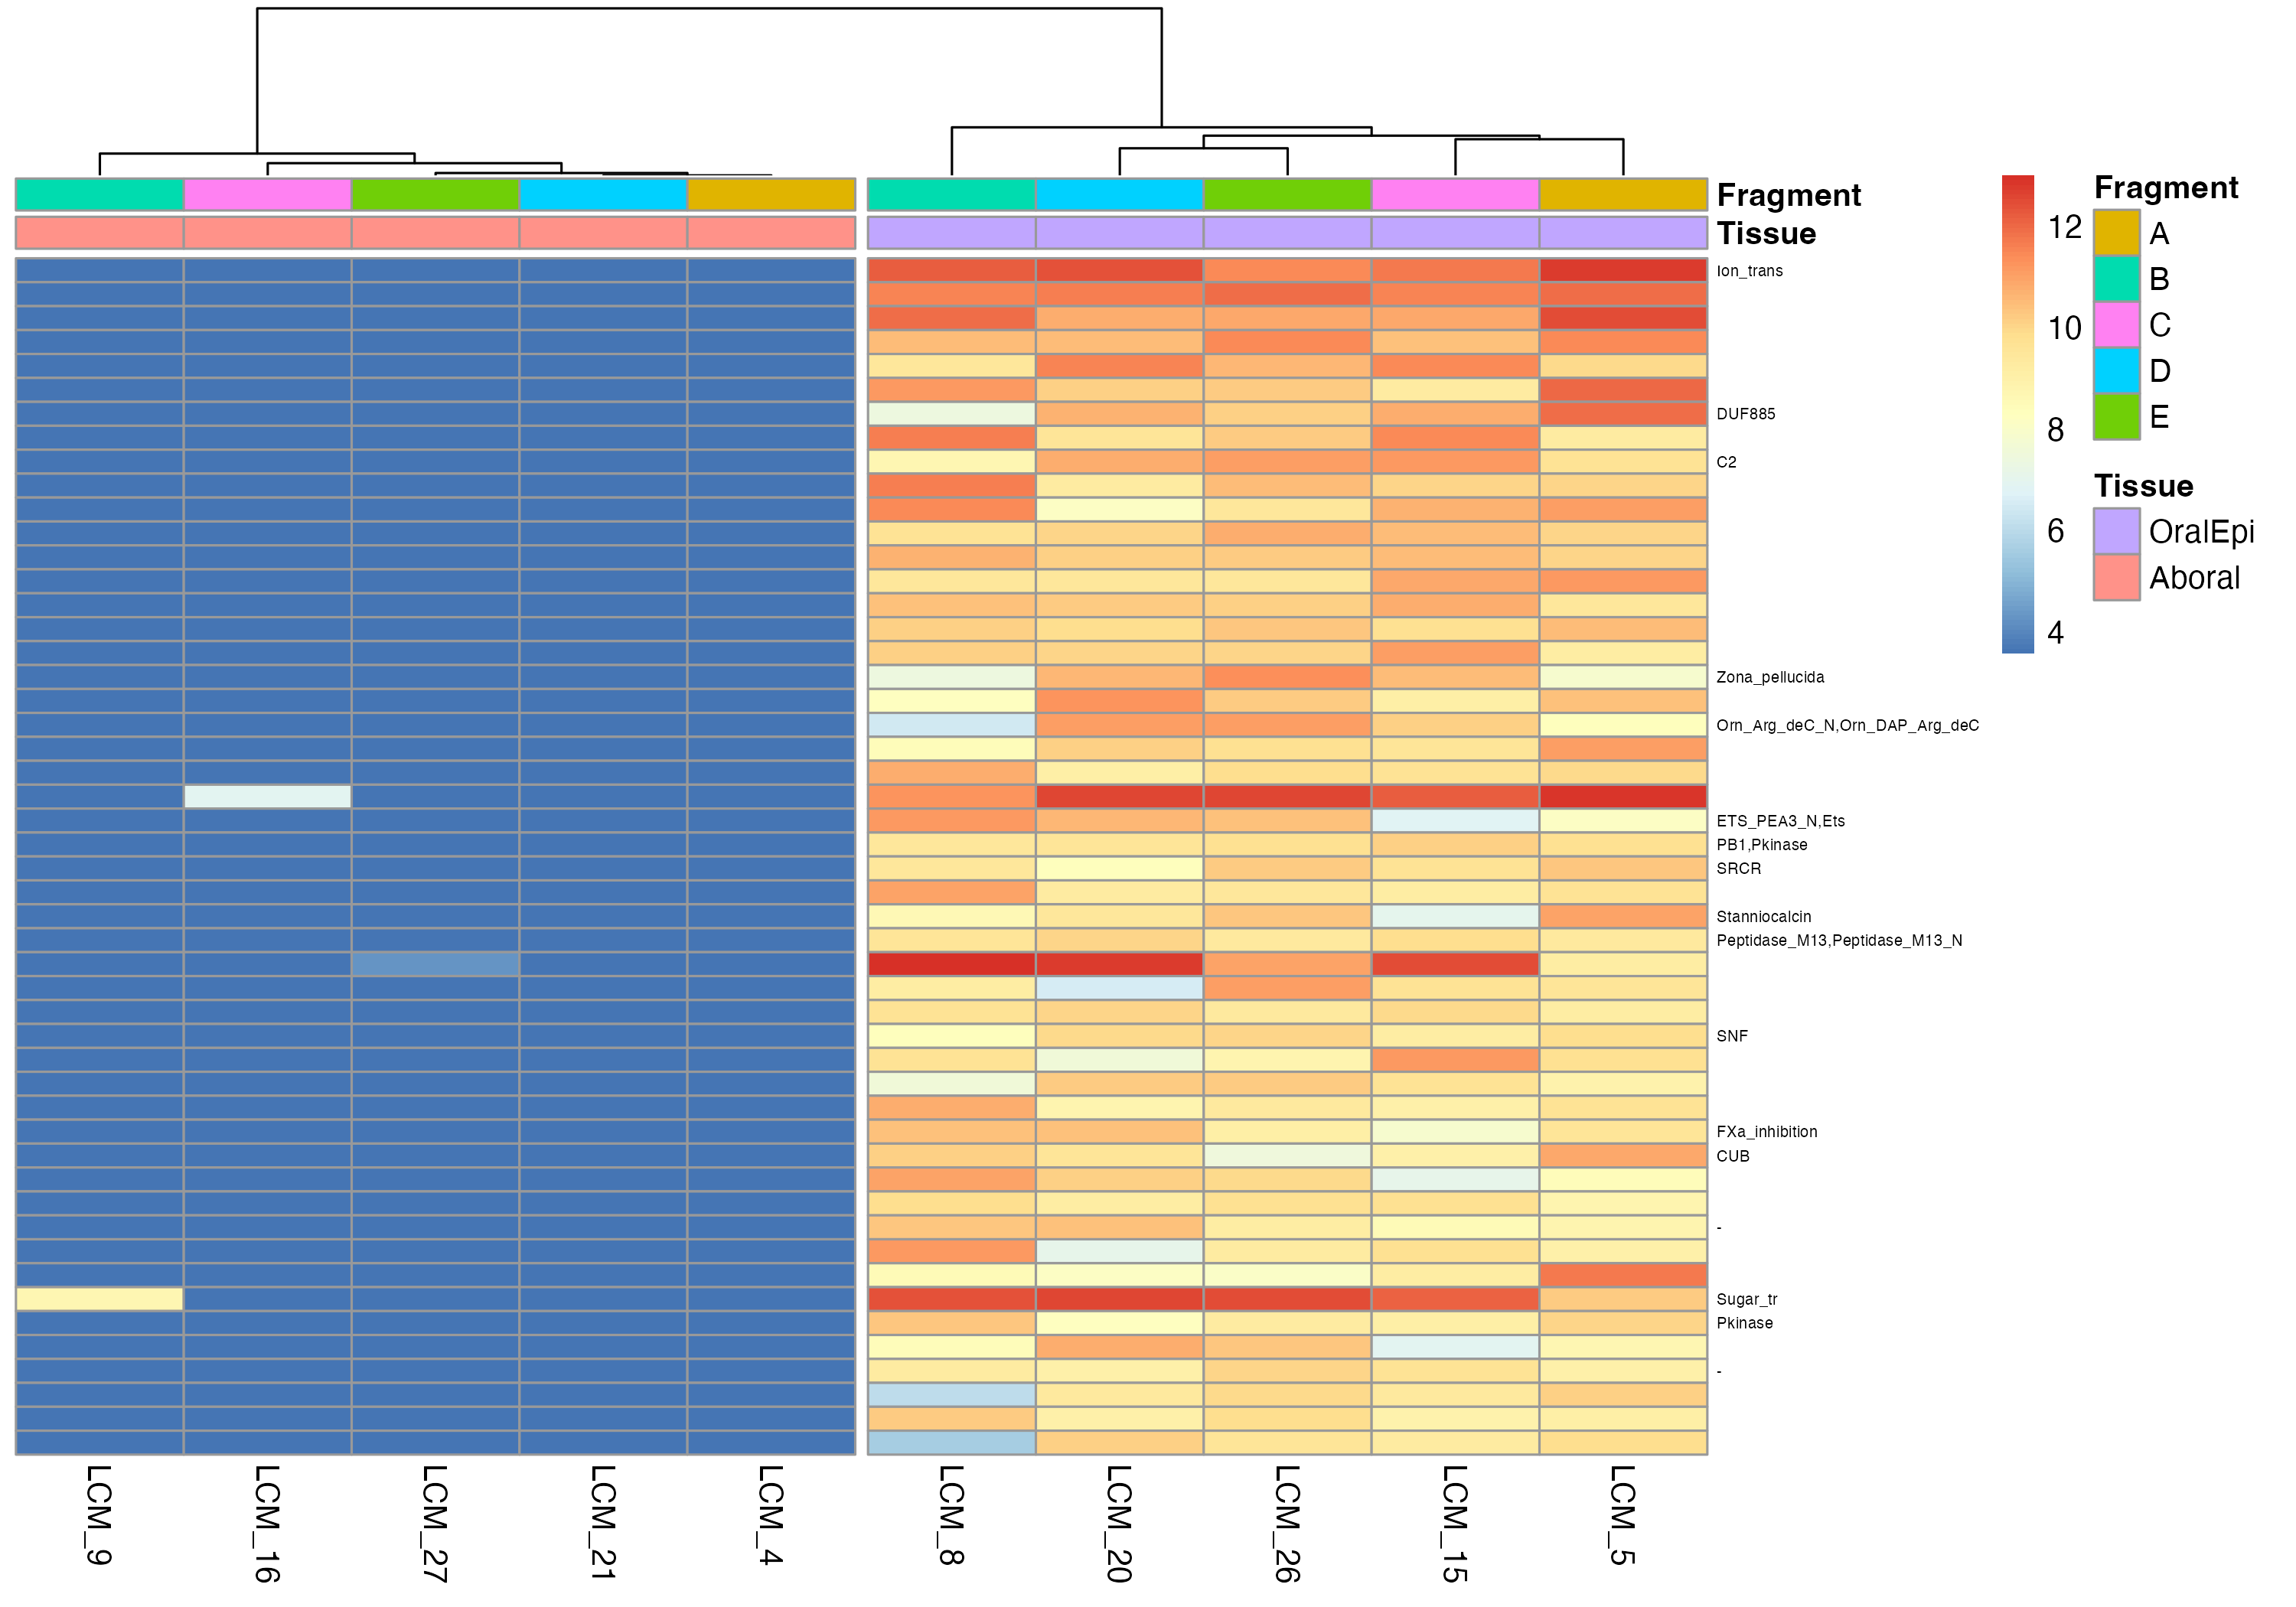 Fragment
Tissue
Ion_trans
DUF885
C2
Zona_pellucida
Orn_Arg_deC_N,Orn_DAP_Arg_deC
ETS_PEA3_N,Ets
PB1,Pkinase
SRCR
Stanniocalcin
Peptidase_M13,Peptidase_M13_N
SNF
FXa_inhibition
CUB
-
Sugar_tr
Pkinase
-
LCM_9
LCM_16
LCM_27
LCM_21
LCM_4
LCM_8
LCM_20
LCM_26
LCM_15
LCM_5
12
10
8
6
4
Fragment
A
B
C
D
E
Tissue
OralEpi
Aboral